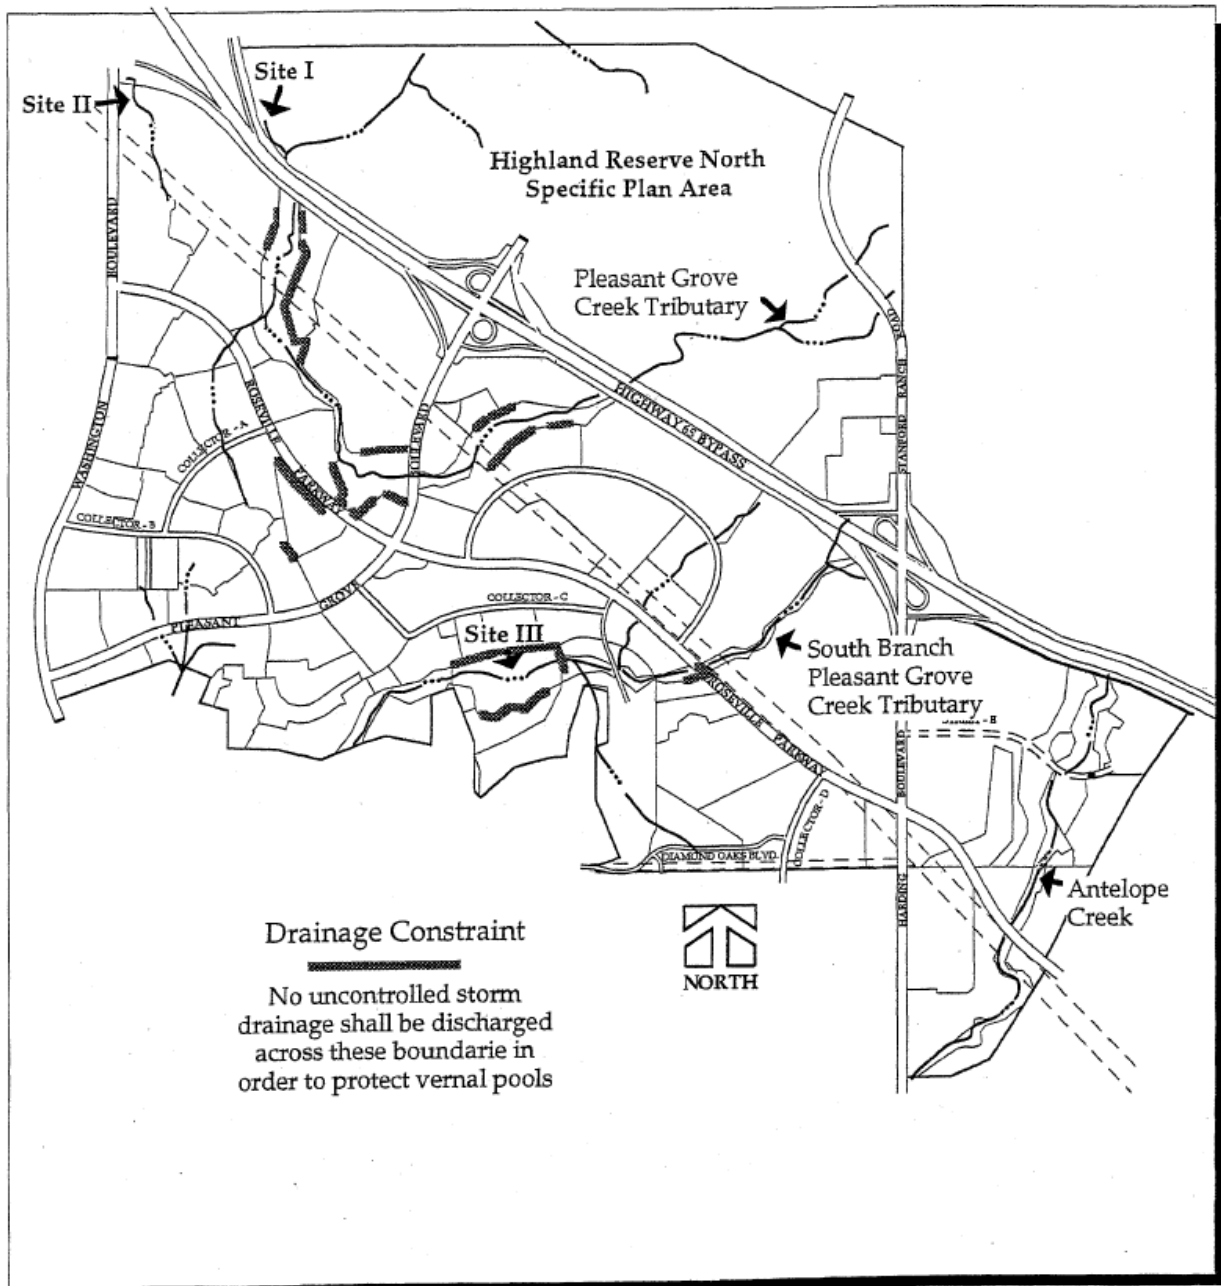 Site I
Site II
Highland Reserve North
Specific Plan Area
Pleasant Grove
Creek Tributary
BOULEVARD
ROAD
RANCH
STANFORD
HIGHWAY 65 BYPASS
ROSEVILLE
PARKWAY
BOULEVARD
COLLECTOR - A
WASHINGTON
COLLECTOR - B
PLEASANT
GROVE
COLLECTOR - C
Site III
South Branch
Pleasant Grove
Creek Tributary
ROSEVILLE
PARKWAY
BOULEVARD
COLLECTOR - D
DIAMOND OAKS BLVD.
HARDING
Antelope
Creek
NORTH
Drainage Constraint
No uncontrolled storm
drainage shall be discharged
across these boundarie in
order to protect vernal pools